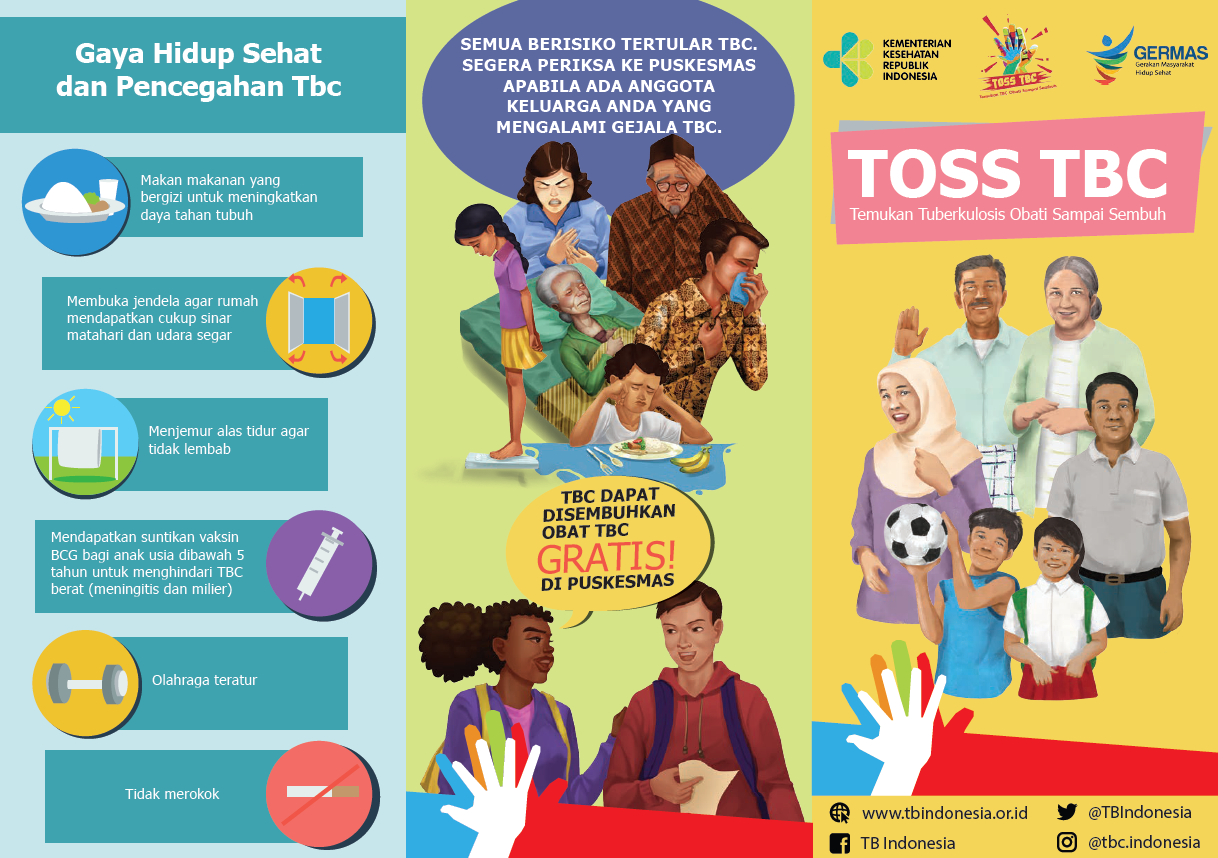 Gaya Hidup Sehat
dan Pencegahan Tbc
Makan makanan yang
bergizi untuk meningkatkan
daya tahan tubuh
Membuka jendela agar rumah
mendapatkan cukup sinar
matahari dan udara segar
Menjemur alas tidur agar
tidak lembab
Mendapatkan suntikan vaksin
BCG bagi anak usia dibawah 5
tahun untuk menghindari TBC
berat (meningitis dan milier)
Olahraga teratur
Tidak merokok
SEMUA BERISIKO TERTULAR TBC.
SEGERA PERIKSA KE PUSKESMAS
APABILA ADA ANGGOTA
KELUARGA ANDA YANG
MENGALAMI GEJALA TBC.
TBC DAPAT
DISEMBUHKAN
OBAT TBC
GRATIS!
DI PUSKESMAS
KEMENTERIAN
KESEHATAN
REPUBLIK
INDONESIA
TOSS TBC
Temukan TBC Obati Sampai Sembuh
GERMAS
Gerakan Masyarakat
Hidup Sehat
TOSS TBC
Temukan Tuberkulosis Obati Sampai Sembuh
www.tbindonesia.or.id
@TBIndonesia
TB Indonesia
@tbc.indonesia